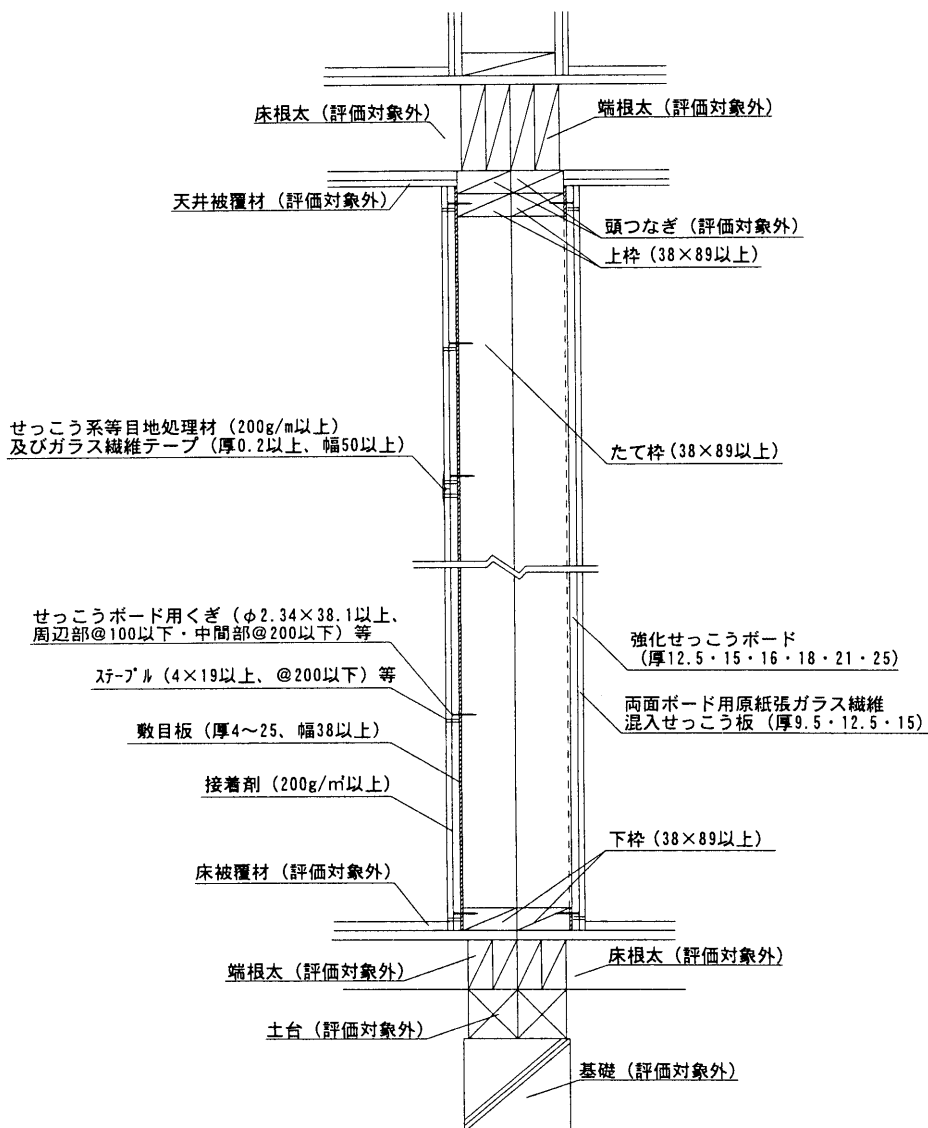 床根太（評価対象外）
端根太（評価対象外）
天井被覆材（評価対象外）
頭つなぎ（評価対象外）
上枠（38×89以上）
せっこう系等目地処理材（200g/m以上）
及びガラス繊維テープ（厚0.2以上、幅50以上）
たて枠（38×89以上）
せっこうボード用くぎ（φ2.34×38.1以上、
周辺部@100以下・中間部@200以下）等
強化せっこうボード
（厚12.5・15・16・18・21・25）
ステープル（4×19以上、@200以下）等
両面ボード用原紙張ガラス繊維
混入せっこう板（厚9.5・12.5・15）
敷目板（厚4～25、幅38以上）
接着剤（200g/㎡以上）
下枠（38×89以上）
床被覆材（評価対象外）
端根太（評価対象外）
床根太（評価対象外）
土台（評価対象外）
基礎（評価対象外）